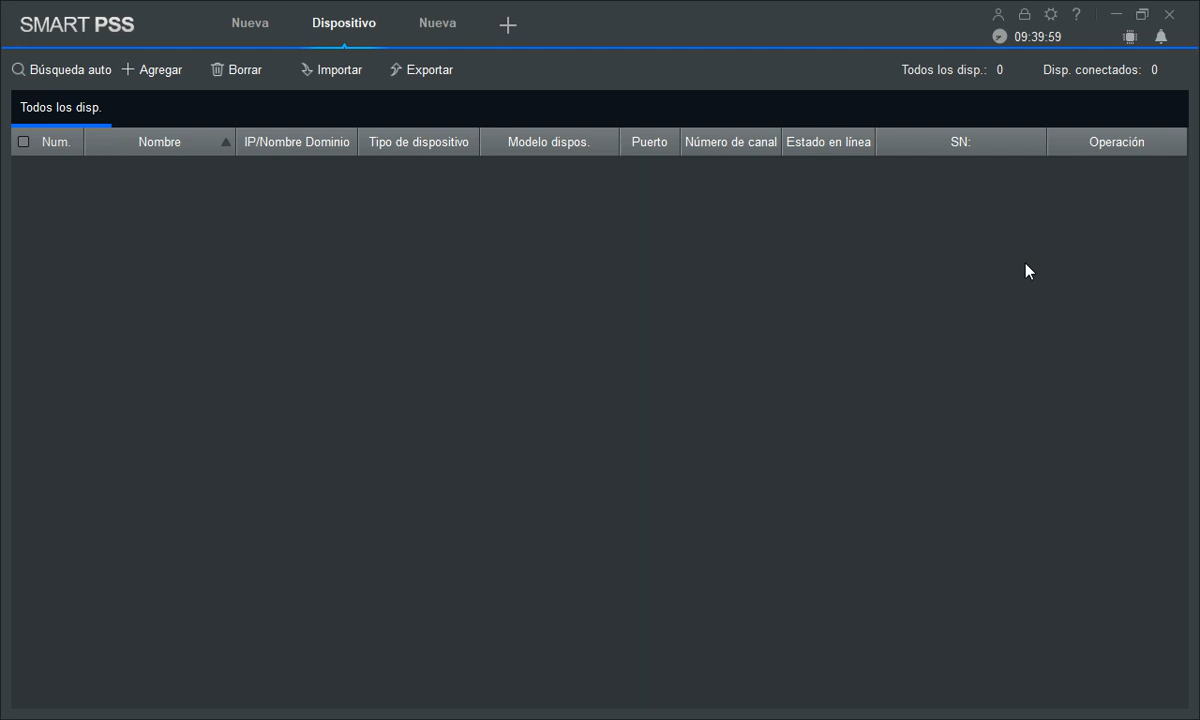 SMART PSS
Nueva
Dispositivo
Nueva
09:39:59
Búsqueda auto
Agregar
Borrar
Importar
Exportar
Todos los disp.: 0
Disp. conectados: 0
Todos los disp.
Num.
Nombre
IP/Nombre Dominio
Tipo de dispositivo
Modelo dispos.
Puerto
Número de canal
Estado en línea
SN:
Operación